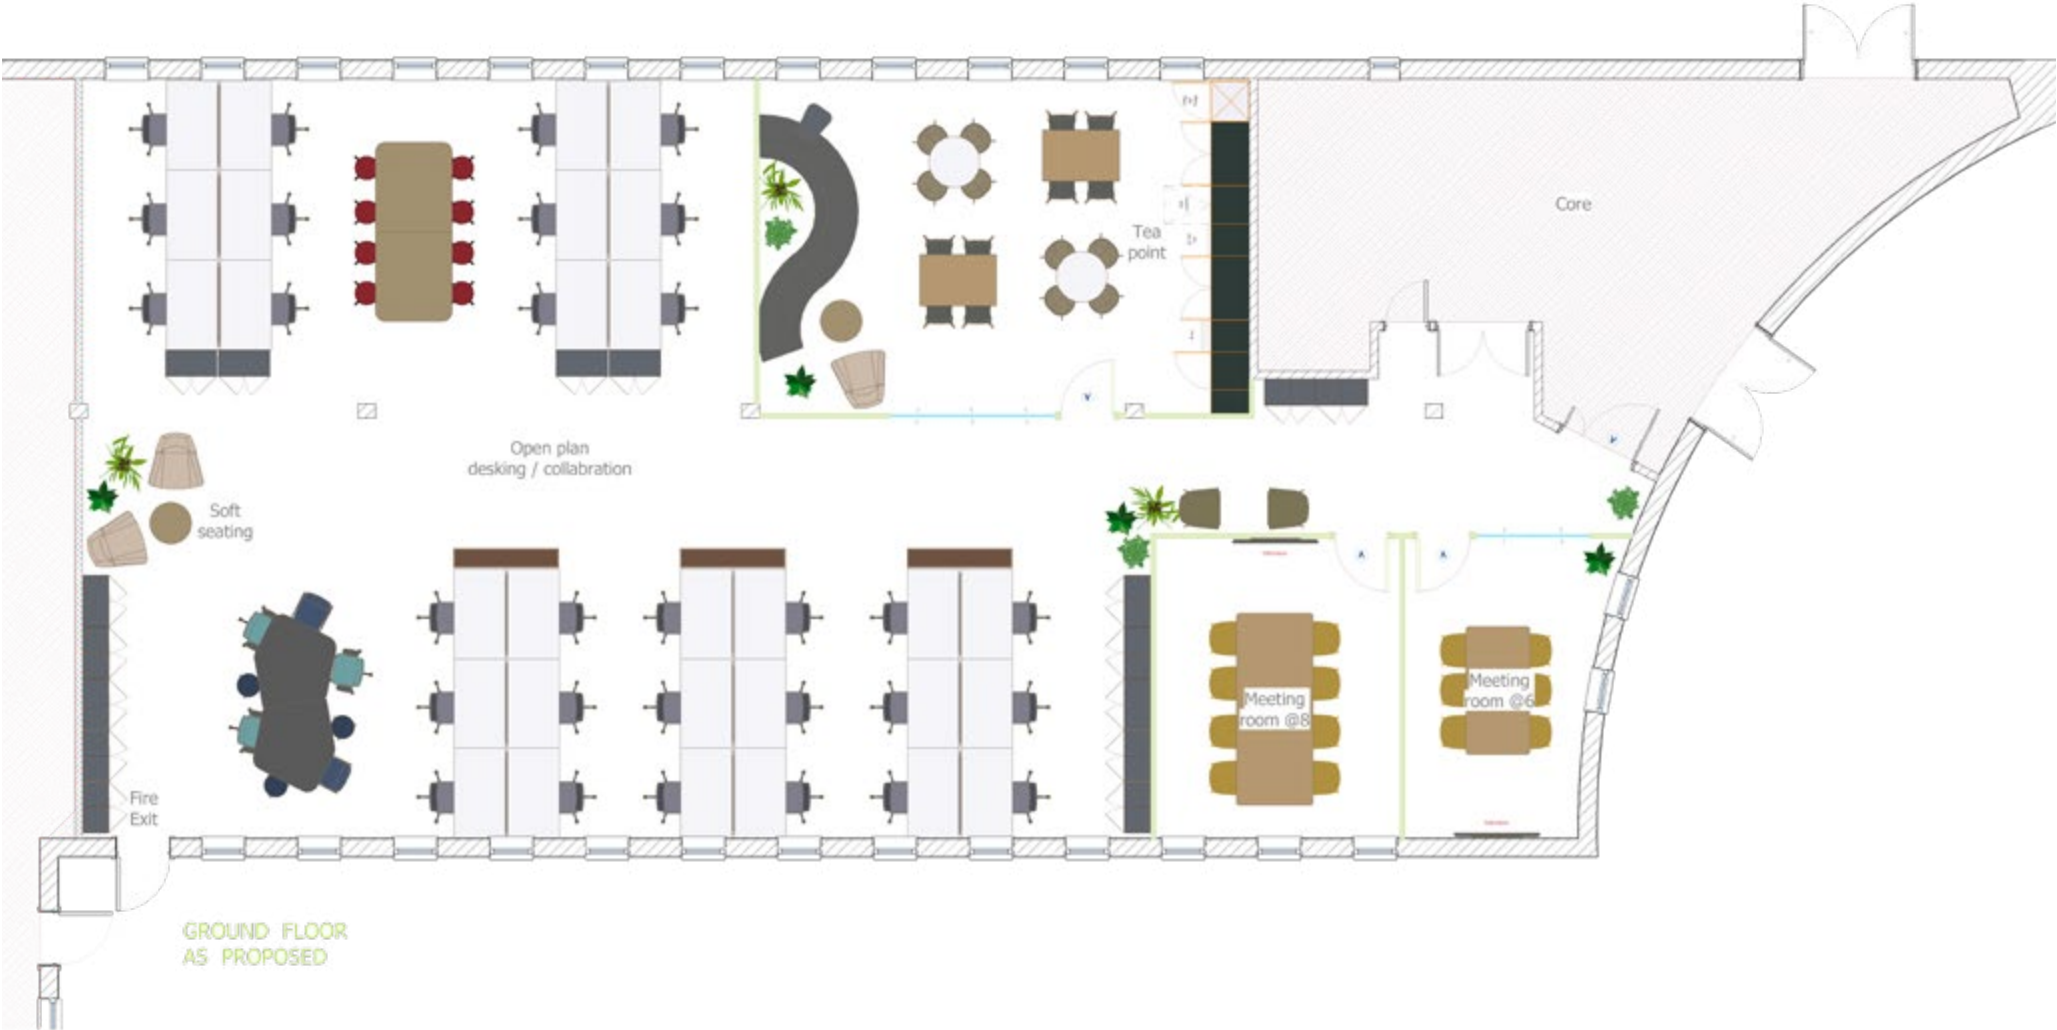 Core
Tea
point
Open plan
desking / collabration
Soft
seating
Meeting
room @8
Meeting
room @6
Fire
Exit
GROUND FLOOR
AS PROPOSED